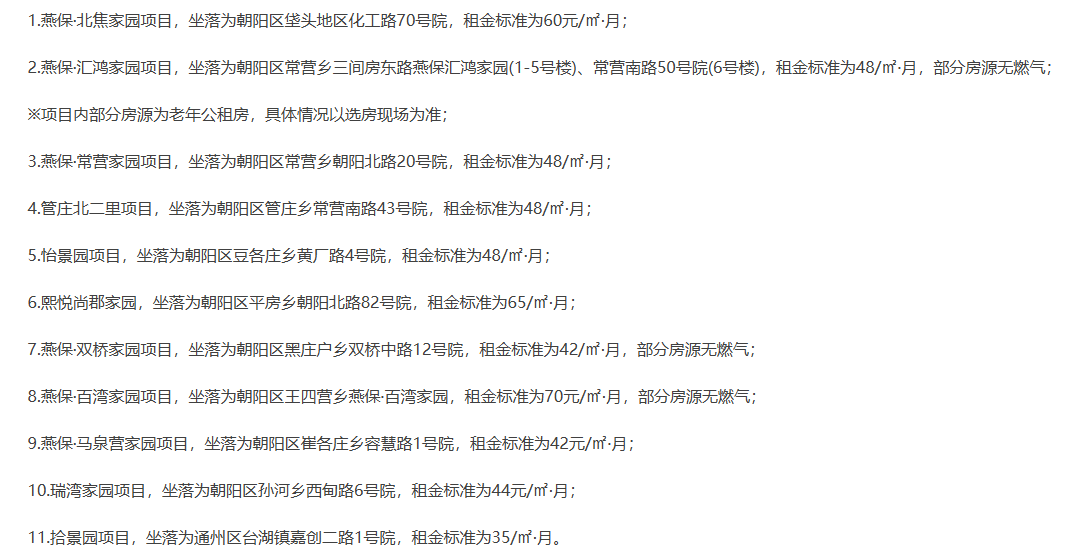 1.燕保·北焦家园项目，坐落为朝阳区垡头地区化工路70号院，租金标准为60元/㎡·月；
2.燕保·汇鸿家园项目，坐落为朝阳区常营乡三间房东路燕保汇鸿家园(1-5号楼)、常营南路50号院(6号楼)，租金标准为48/㎡·月，部分房源无燃气；
※项目内部分房源为老年公租房，具体情况以选房现场为准；
3.燕保·常营家园项目，坐落为朝阳区常营乡朝阳北路20号院，租金标准为48/㎡·月；
4.管庄北二里项目，坐落为朝阳区管庄乡常营南路43号院，租金标准为48/㎡·月；
5.怡景园项目，坐落为朝阳区豆各庄乡黄厂路4号院，租金标准为48/㎡·月；
6.熙悦尚郡家园，坐落为朝阳区平房乡朝阳北路82号院，租金标准为65/㎡·月；
7.燕保·双桥家园项目，坐落为朝阳区黑庄户乡双桥中路12号院，租金标准为42/㎡·月，部分房源无燃气；
8.燕保·百湾家园项目，坐落为朝阳区王四营乡燕保·百湾家园，租金标准为70元/㎡·月，部分房源无燃气；
9.燕保·马泉营家园项目，坐落为朝阳区崔各庄乡容慧路1号院，租金标准为42元/㎡·月；
10.瑞湾家园项目，坐落为朝阳区孙河乡西甸路6号院，租金标准为44元/㎡·月；
11.拾景园项目，坐落为通州区台湖镇嘉创二路1号院，租金标准为35/㎡·月。